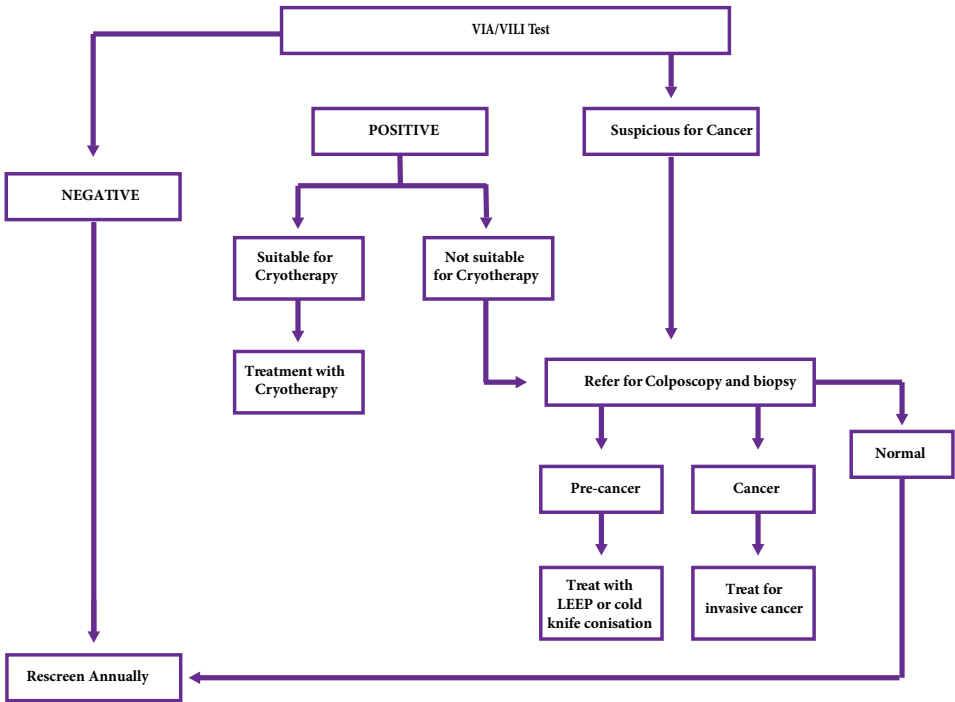 VIA/VILI Test
POSITIVE
Suspicious for Cancer
NEGATIVE
Suitable for
Cryotherapy
Not suitable
for Cryotherapy
Treatment with
Cryotherapy
Refer for Colposcopy and biopsy
Normal
Pre-cancer
Cancer
Treat with
LEEP or cold
knife conisation
Treat for
invasive cancer
Rescreen Annually